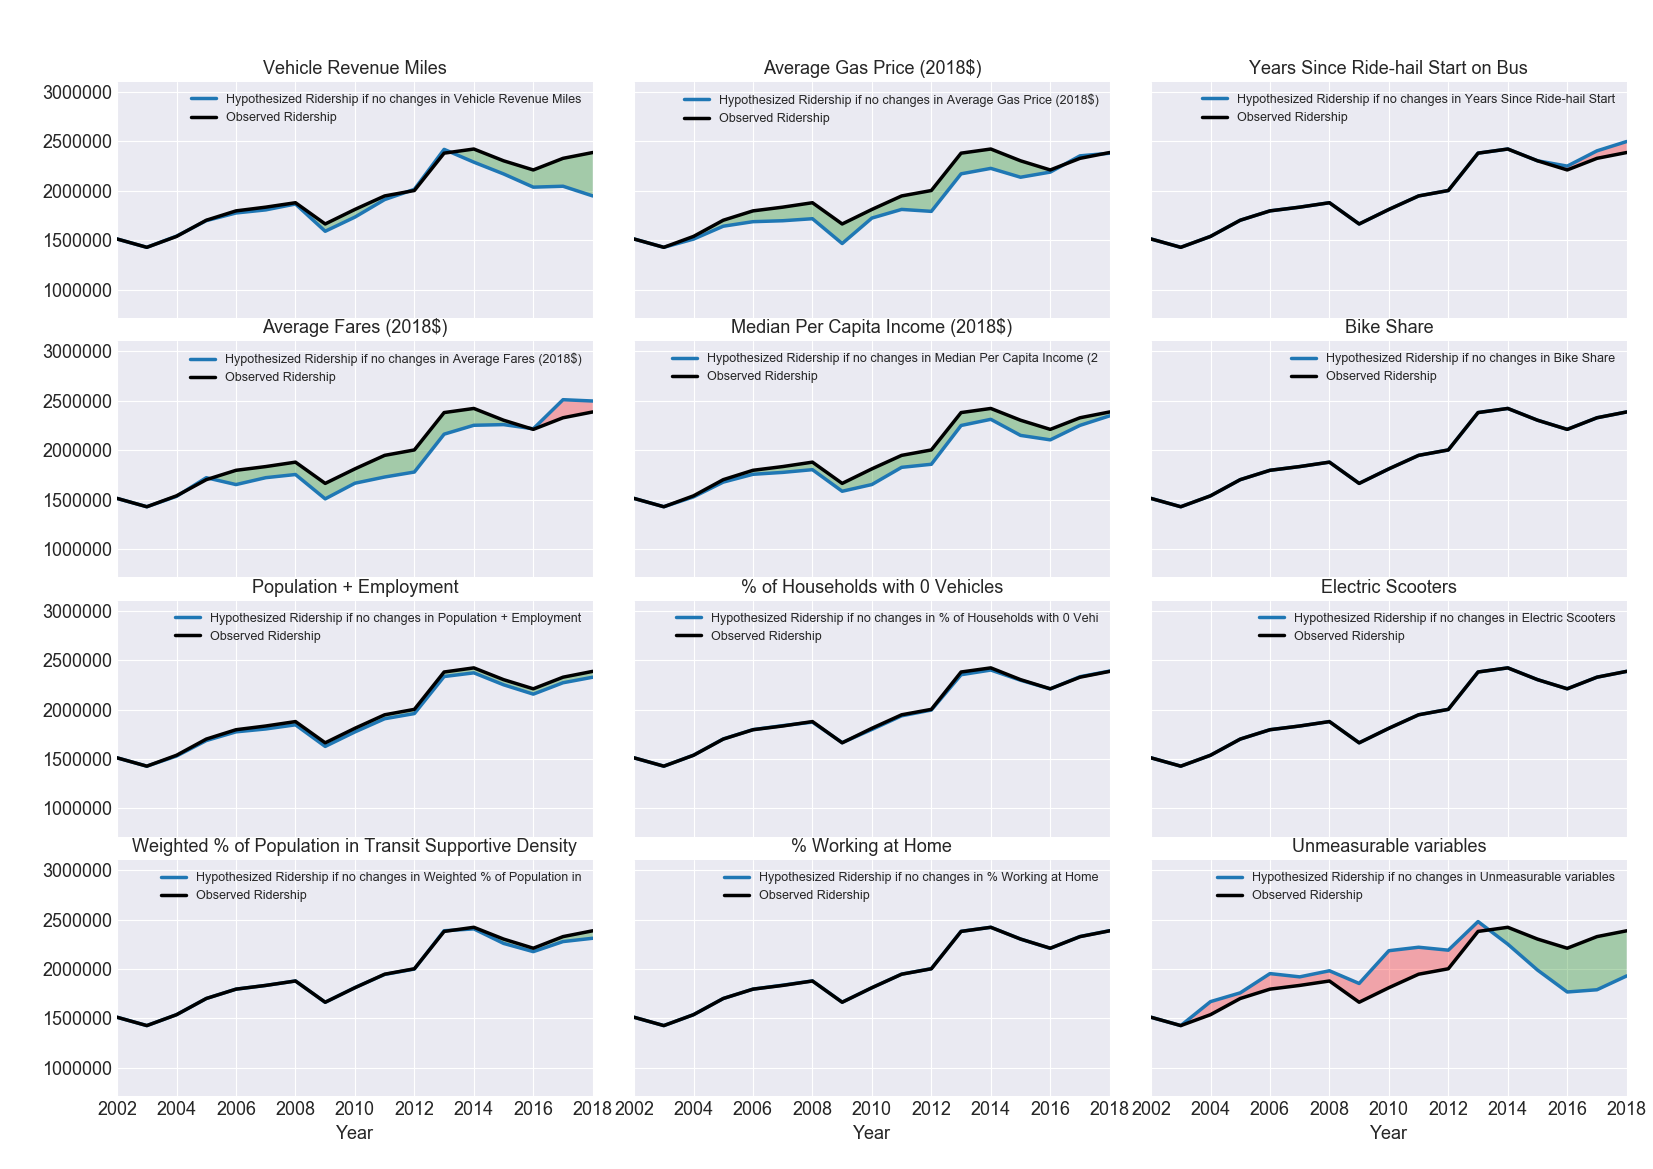 Vehicle Revenue Miles
3000000
2500000
2000000
1500000
1000000
Hypothesized Ridership if no changes in Vehicle Revenue Miles
Observed Ridership
Average Gas Price (2018$)
Hypothesized Ridership if no changes in Average Gas Price (2018$)
Observed Ridership
Years Since Ride-hail Start on Bus
Hypothesized Ridership if no changes in Years Since Ride-hail Start
Observed Ridership
Average Fares (2018$)
3000000
2500000
2000000
1500000
1000000
Hypothesized Ridership if no changes in Average Fares (2018$)
Observed Ridership
Median Per Capita Income (2018$)
Hypothesized Ridership if no changes in Median Per Capita Income (2
Observed Ridership
Bike Share
Hypothesized Ridership if no changes in Bike Share
Observed Ridership
Population + Employment
3000000
2500000
2000000
1500000
1000000
Hypothesized Ridership if no changes in Population + Employment
Observed Ridership
% of Households with 0 Vehicles
Hypothesized Ridership if no changes in % of Households with 0 Vehi
Observed Ridership
Electric Scooters
Hypothesized Ridership if no changes in Electric Scooters
Observed Ridership
Weighted % of Population in Transit Supportive Density
3000000
2500000
2000000
1500000
1000000
Hypothesized Ridership if no changes in Weighted % of Population in
Observed Ridership
2002 2004 2006 2008 2010 2012 2014 2016 2018
Year
% Working at Home
Hypothesized Ridership if no changes in % Working at Home
Observed Ridership
2002 2004 2006 2008 2010 2012 2014 2016 2018
Year
Unmeasurable variables
Hypothesized Ridership if no changes in Unmeasurable variables
Observed Ridership
2002 2004 2006 2008 2010 2012 2014 2016 2018
Year